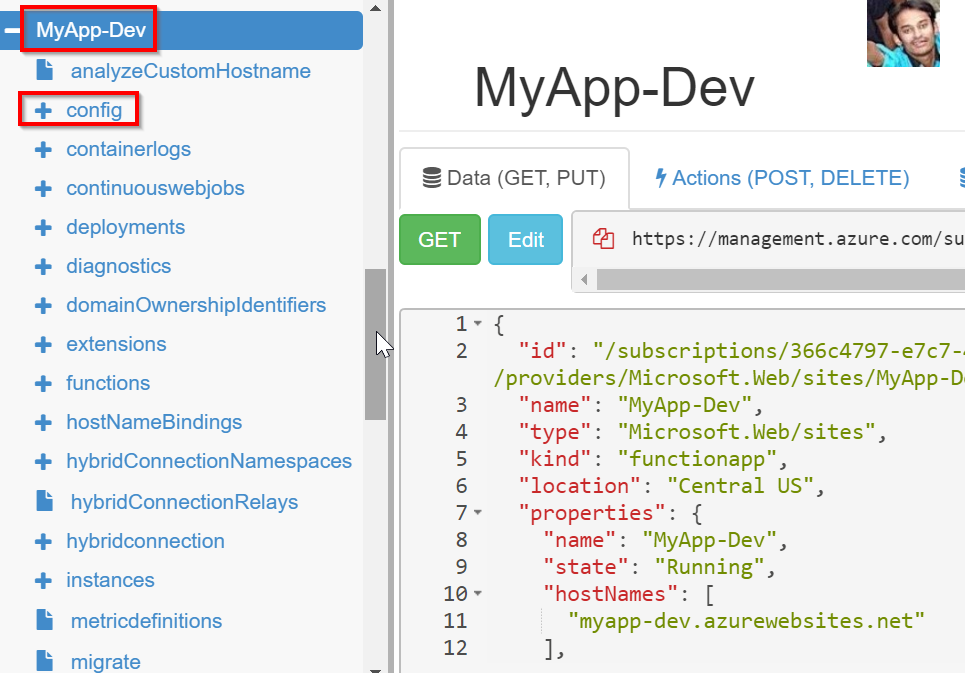 MyApp-Dev
analyzeCustomHostname
config
containerlogs
continuouswebjobs
deployments
diagnostics
domainOwnershipIdentifiers
extensions
functions
hostNameBindings
hybridConnectionNamespaces
hybridConnectionRelays
hybridconnection
instances
metricdefinitions
migrate
MyApp-Dev
Data (GET, PUT) Actions (POST, DELETE)
GET Edit https://management.azure.com/su
1 {
2 "id": "/subscriptions/366c4797-e7c7-
/providers/Microsoft.Web/sites/MyApp-D
3 "name": "MyApp-Dev",
4 "type": "Microsoft.Web/sites",
5 "kind": "functionapp",
6 "location": "Central US",
7 "properties": {
8 "name": "MyApp-Dev",
9 "state": "Running",
10 "hostNames": [
11 "myapp-dev.azurewebsites.net"
12 ],